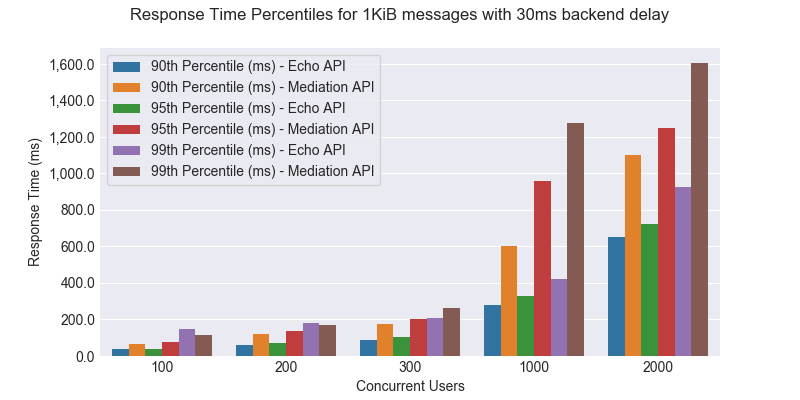 Response Time Percentiles for 1KiB messages with 30ms backend delay
Response Time (ms)
1,600.0
1,400.0
1,200.0
1,000.0
800.0
600.0
400.0
200.0
0.0
90th Percentile (ms) - Echo API
90th Percentile (ms) - Mediation API
95th Percentile (ms) - Echo API
95th Percentile (ms) - Mediation API
99th Percentile (ms) - Echo API
99th Percentile (ms) - Mediation API
100 200 300 1000 2000
Concurrent Users